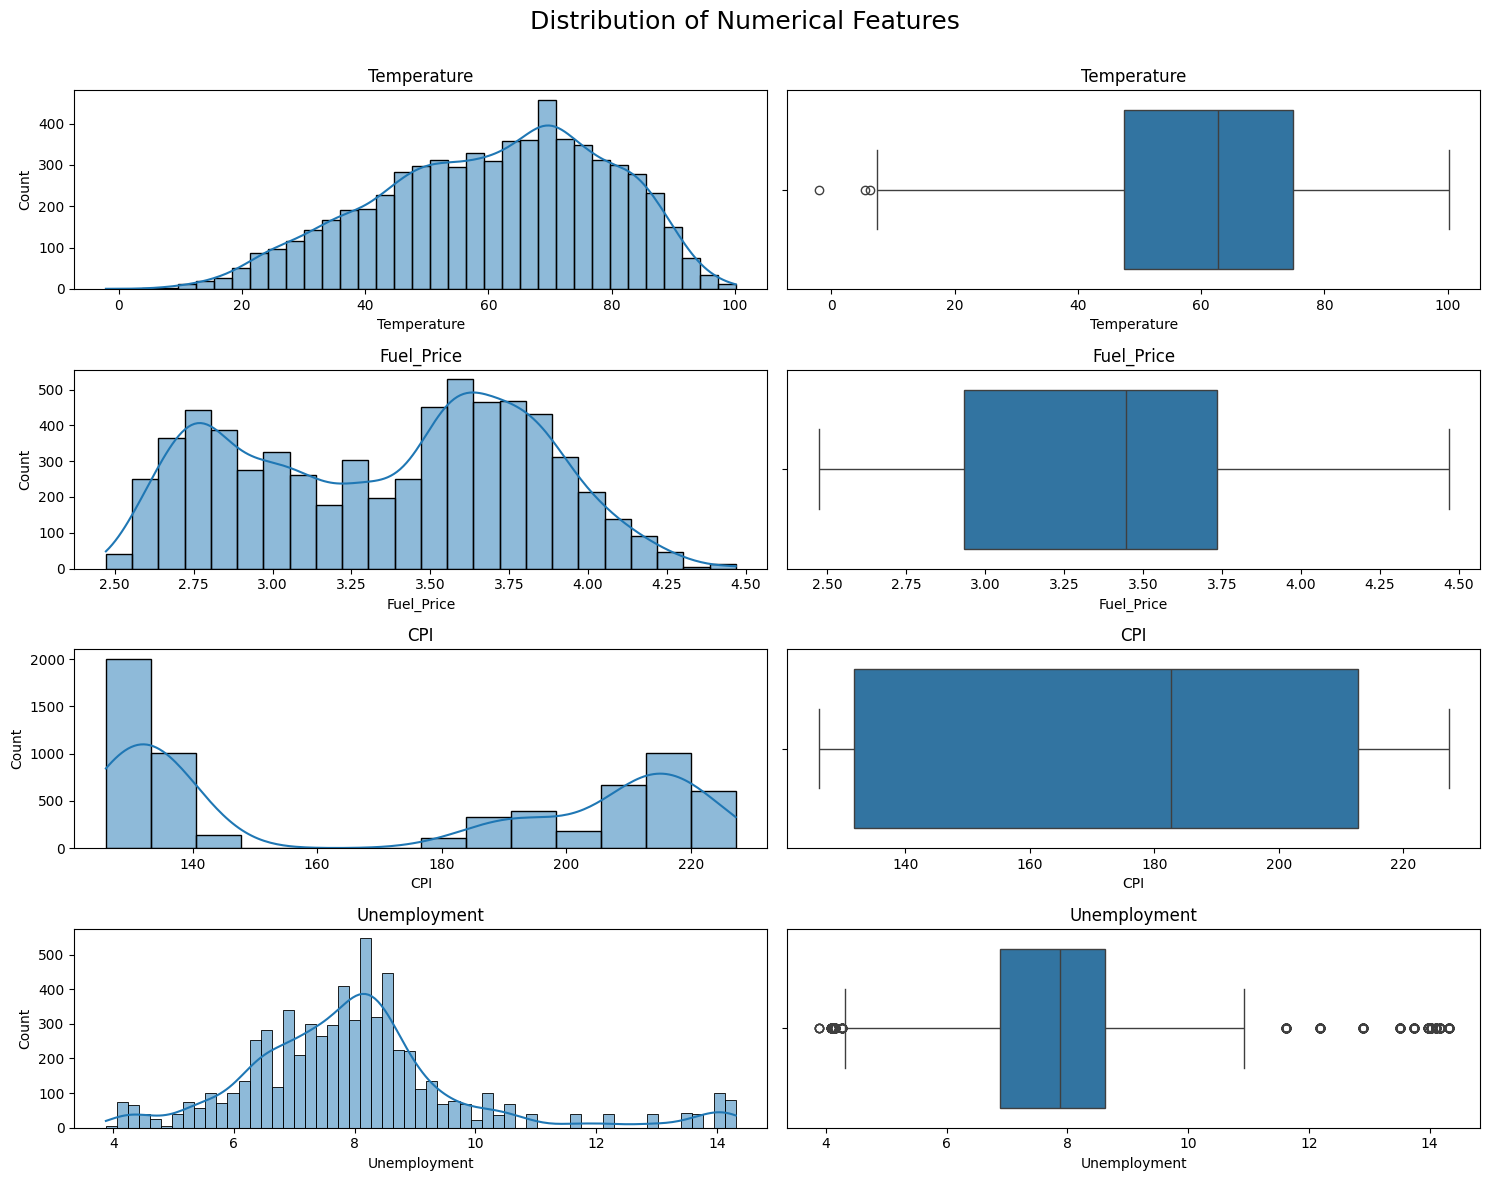 Distribution of Numerical Features
Temperature
Count
400
300
200
100
0
0 20 40 60 80 100
Temperature
Temperature
0 20 40 60 80 100
Temperature
Fuel_Price
Count
500
400
300
200
100
0
2.50 2.75 3.00 3.25 3.50 3.75 4.00 4.25 4.50
Fuel_Price
Fuel_Price
2.50 2.75 3.00 3.25 3.50 3.75 4.00 4.25 4.50
Fuel_Price
CPI
Count
2000
1500
1000
500
0
140 160 180 200 220
CPI
CPI
140 160 180 200 220
CPI
Unemployment
Count
500
400
300
200
100
0
4 6 8 10 12 14
Unemployment
Unemployment
4 6 8 10 12 14
Unemployment